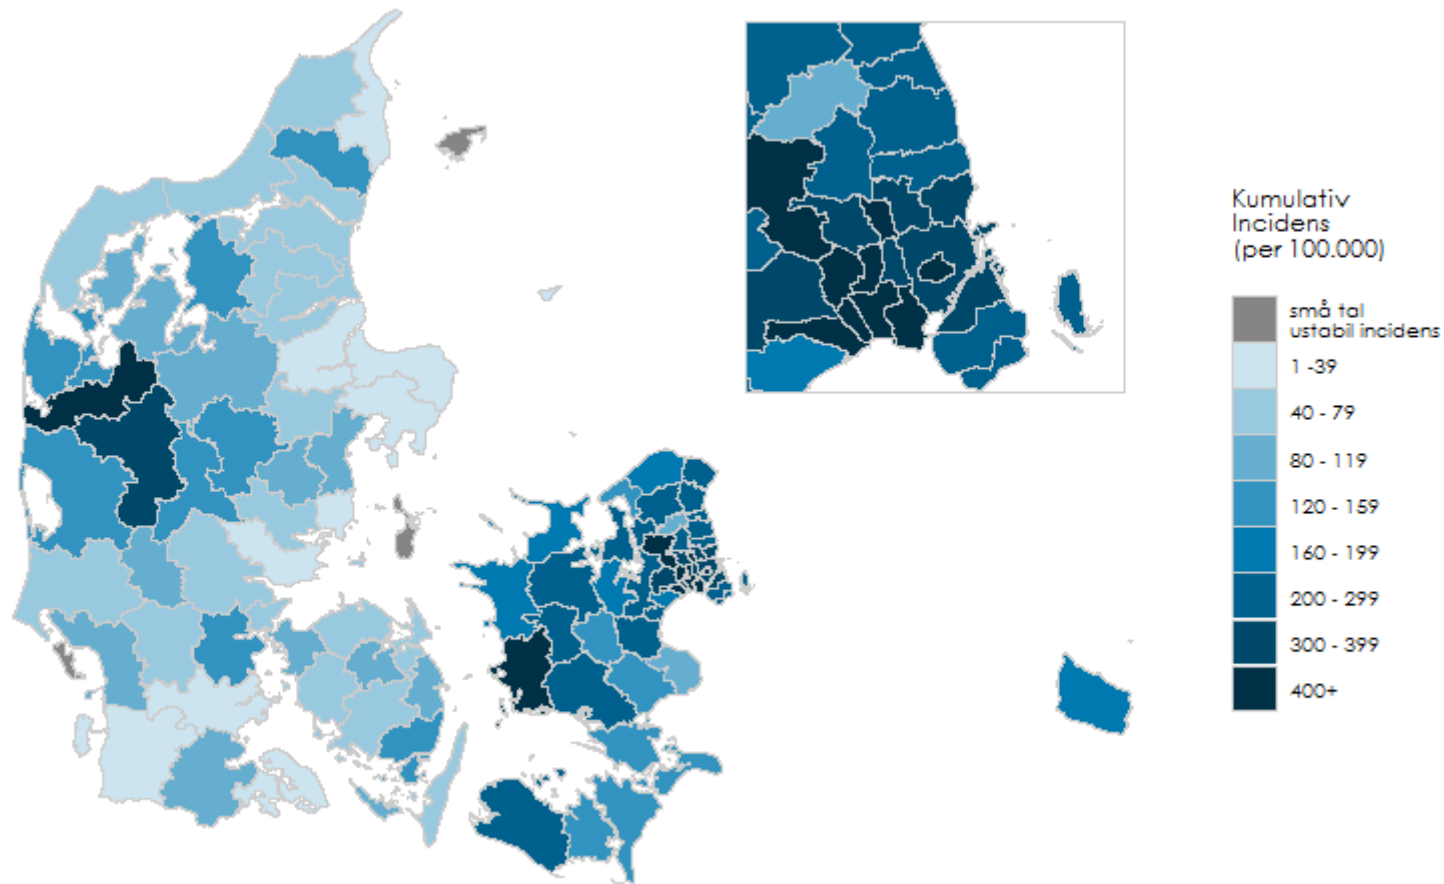 Kumulativ
Incidens
(per 100.000)
små tal
ustabil incidens
1 -39
40 - 79
80 - 119
120 - 159
160 - 199
200 - 299
300 - 399
400+